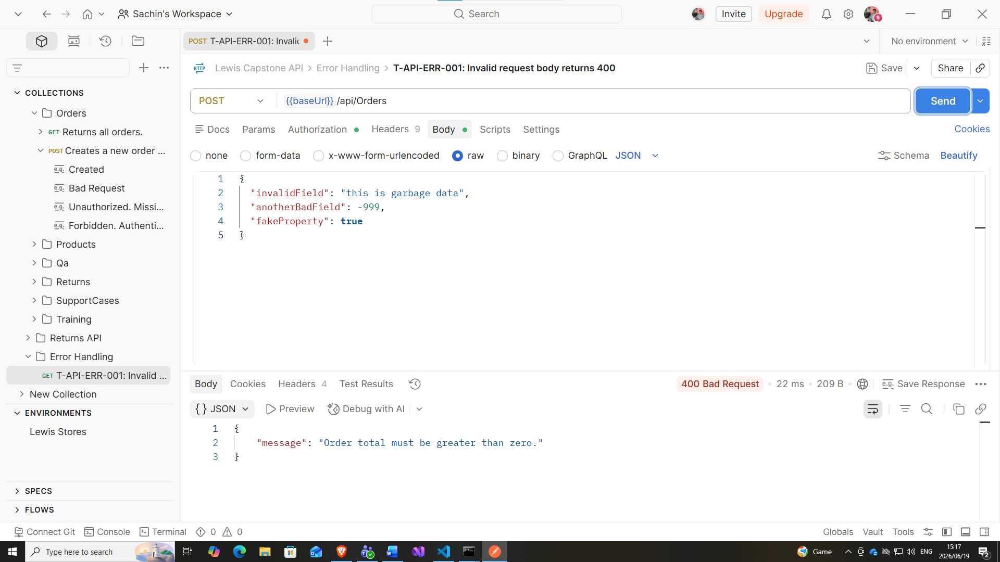 Sachin's Workspace
Search
Invite
Upgrade
S
POST T-API-ERR-001: Invalic
No environment
HTTP Lewis Capstone API > Error Handling > T-API-ERR-001: Invalid request body returns 400
Save
Share
COLLECTIONS
Orders
GET Returns all orders.
POST Creates a new order ...
e.g. Created
e.g. Bad Request
e.g. Unauthorized. Missi...
e.g. Forbidden. Authenti...
Products
Qa
Returns
SupportCases
Training
Returns API
Error Handling
GET T-API-ERR-001: Invalid ...
New Collection
ENVIRONMENTS
Lewis Stores
SPECS
FLOWS
POST
{{baseUrl}} /api/Orders
Send
Docs Params Authorization Headers 9 Body Scripts Settings
Cookies
none form-data x-www-form-urlencoded raw binary GraphQL JSON
Schema Beautify
1 {
2 "invalidField": "this is garbage data",
3 "anotherBadField": -999,
4 "fakeProperty": true
5 }
Body Cookies Headers 4 Test Results
400 Bad Request • 22 ms • 209 B
e.g. Save Response
{} JSON Preview Debug with AI
1 {
2 "message": "Order total must be greater than zero."
3 }
Connect Git Console Terminal 0 0
Globals Vault Tools
Type here to search
Game
ENG
15:17
2026/06/19
2